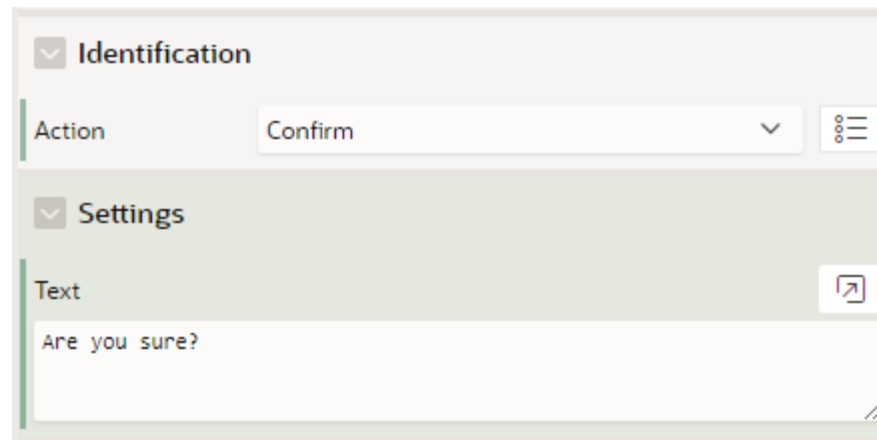 Identification
Action
Confirm
Settings
Text
Are you sure?